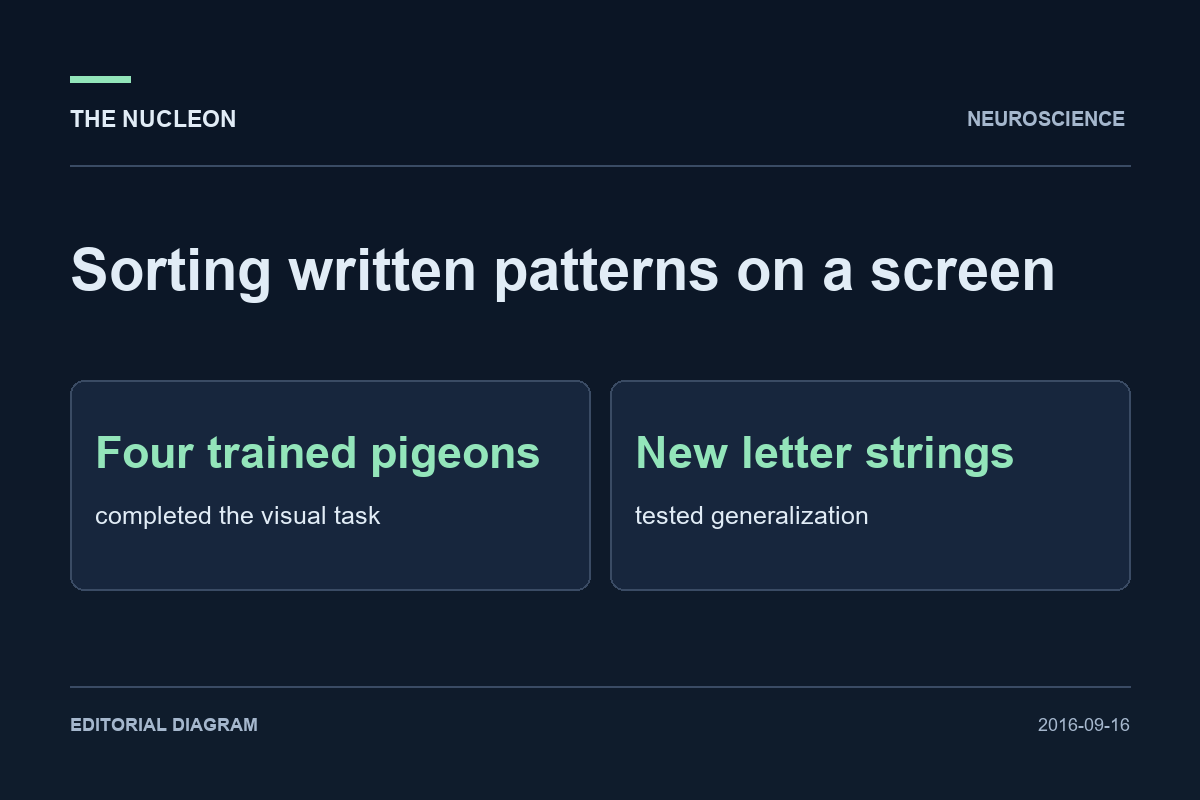 THE NUCLEON
NEUROSCIENCE
Sorting written patterns on a screen
Four trained pigeons
completed the visual task
New letter strings
tested generalization
EDITORIAL DIAGRAM
2016-09-16